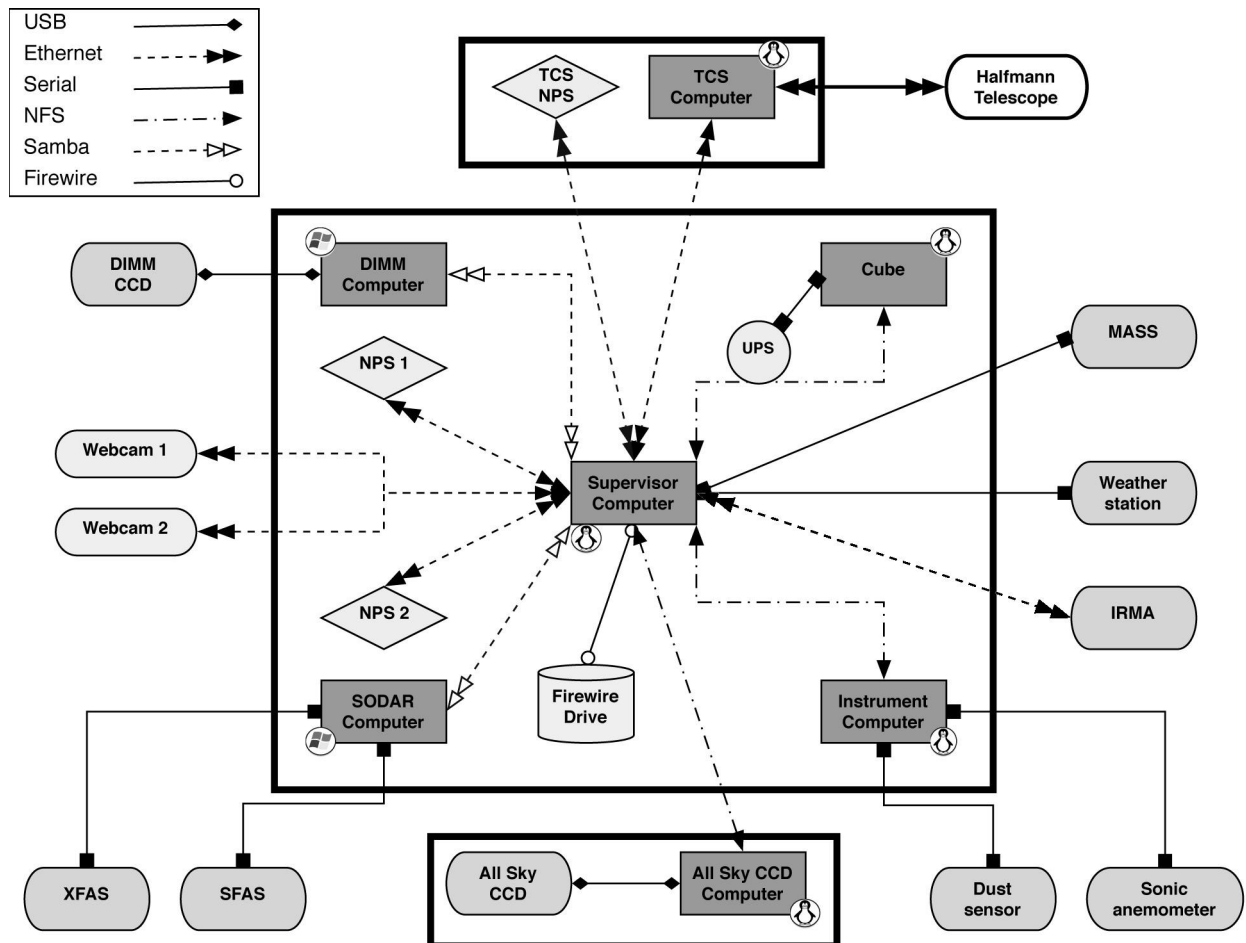 USB
Ethernet
Serial
NFS
Samba
Firewire
TCS
NPS
TCS
Computer
Halfmann
Telescope
DIMM
CCD
DIMM
Computer
Cube
UPS
MASS
NPS 1
Webcam 1
Supervisor
Computer
Weather
station
Webcam 2
NPS 2
IRMA
SODAR
Computer
Firewire
Drive
Instrument
Computer
XFAS
SFAS
All Sky
CCD
All Sky CCD
Computer
Dust
sensor
Sonic
anemometer